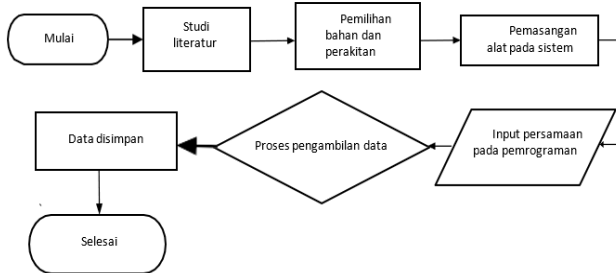 Mulai
Studi
literatur
Pemilihan
bahan dan
perakitan
Pemasangan
alat pada sistem
Input persamaan
pada pemrograman
Proses pengambilan data
Data disimpan
Selesai